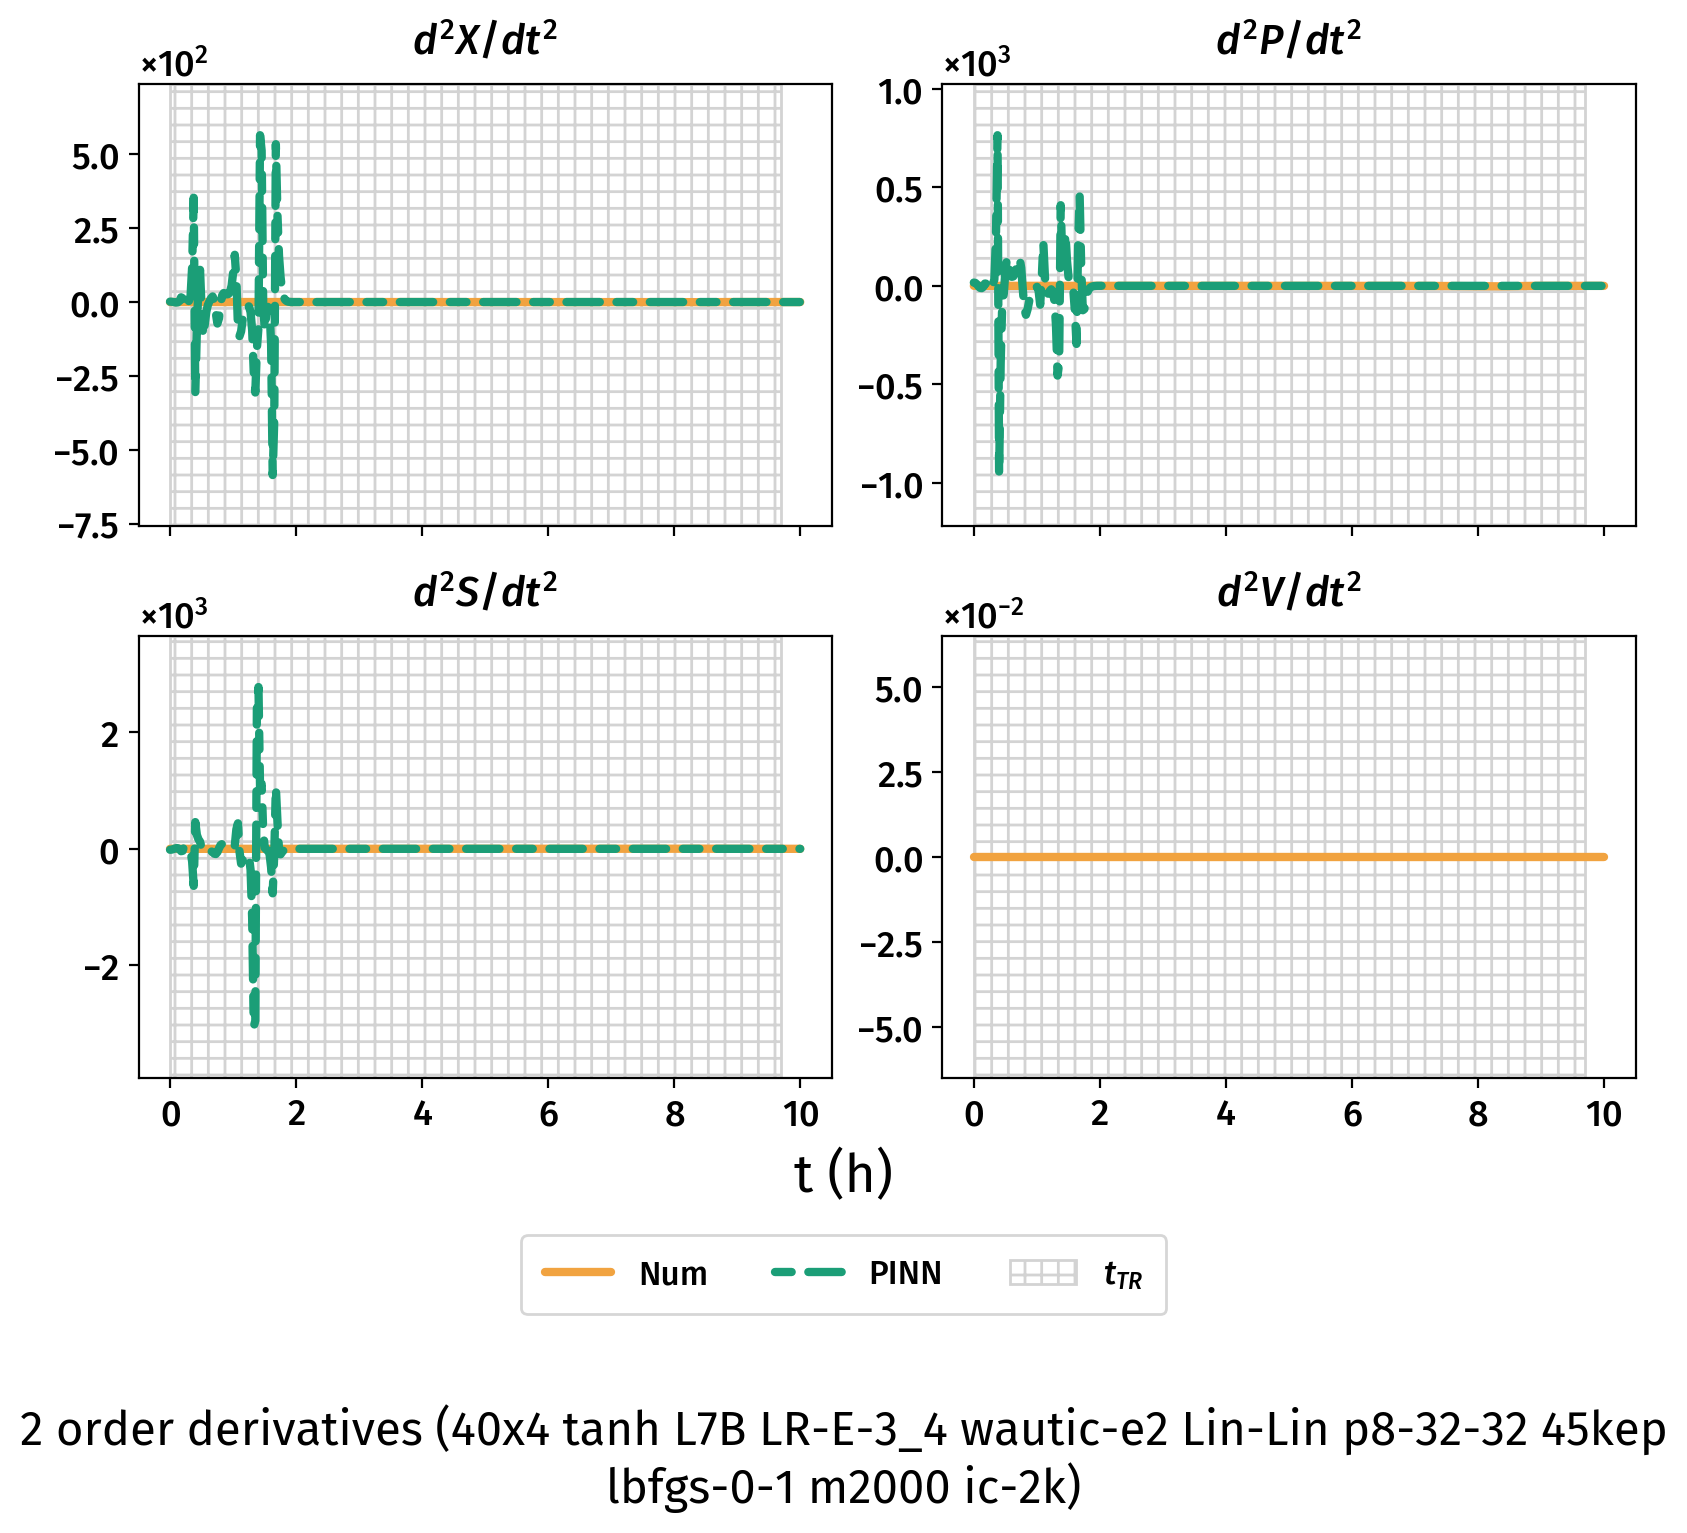 d²X/dt²
×10²
5.0
2.5
0.0
−2.5
−5.0
−7.5
d²P/dt²
×10³
1.0
0.5
0.0
−0.5
−1.0
d²S/dt²
×10³
2
0
−2
0 2 4 6 8 10
d²V/dt²
×10⁻²
5.0
2.5
0.0
−2.5
−5.0
0 2 4 6 8 10
t (h)
Num PINN t_TR
2 order derivatives (40x4 tanh L7B LR-E-3_4 wautic-e2 Lin-Lin p8-32-32 45kep
lbfgs-0-1 m2000 ic-2k)